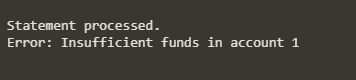 Statement processed.
Error: Insufficient funds in account 1